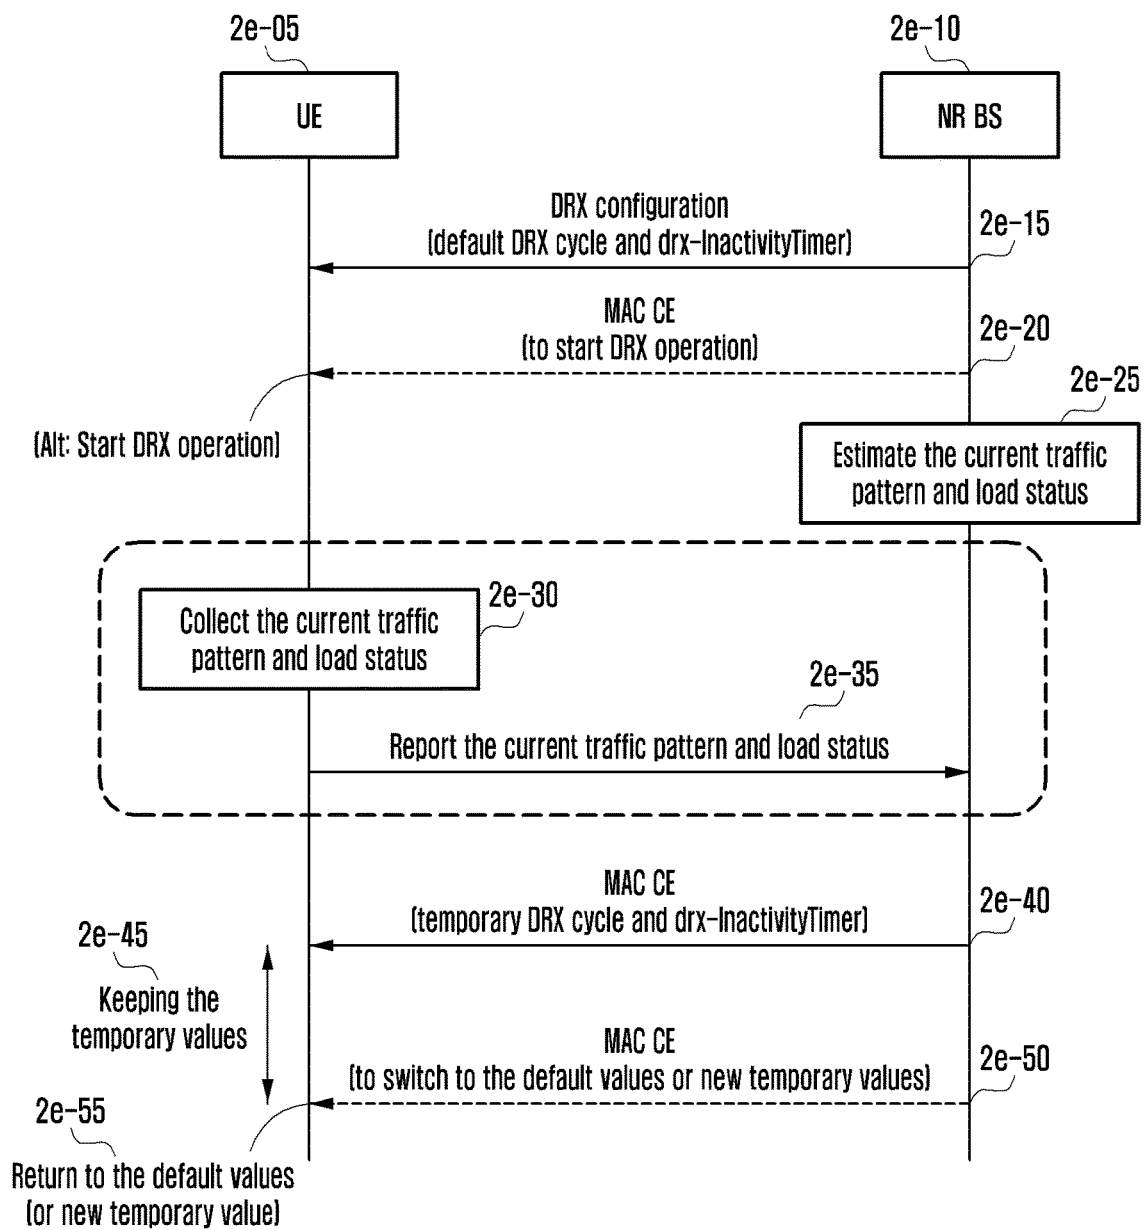 2e-05
2e-10
UE
NR BS
DRX configuration
(default DRX cycle and drx-InactivityTimer)
2e-15
MAC CE
(to start DRX operation)
2e-20
2e-25
(Alt: Start DRX operation)
Estimate the current traffic
pattern and load status
2e-30
Collect the current traffic
pattern and load status
2e-35
Report the current traffic pattern and load status
MAC CE
(temporary DRX cycle and drx-InactivityTimer)
2e-40
2e-45
Keeping the
temporary values
MAC CE
(to switch to the default values or new temporary values)
2e-50
2e-55
Return to the default values
(or new temporary value)